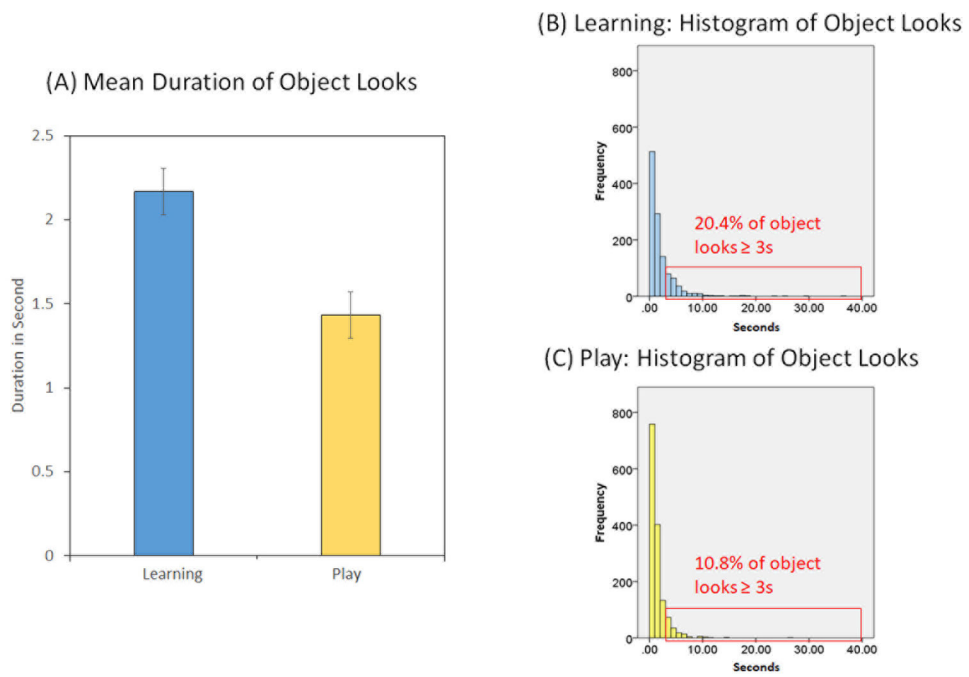 (A) Mean Duration of Object Looks
2.5
2
1.5
1
0.5
0
Duration in Second
Learning
Play
(B) Learning: Histogram of Object Looks
800
600
400
200
0
Frequency
20.4% of object
looks ≥ 3s
.00
10.00
20.00
30.00
40.00
Seconds
(C) Play: Histogram of Object Looks
800
600
400
200
0
Frequency
10.8% of object
looks ≥ 3s
.00
10.00
20.00
30.00
40.00
Seconds